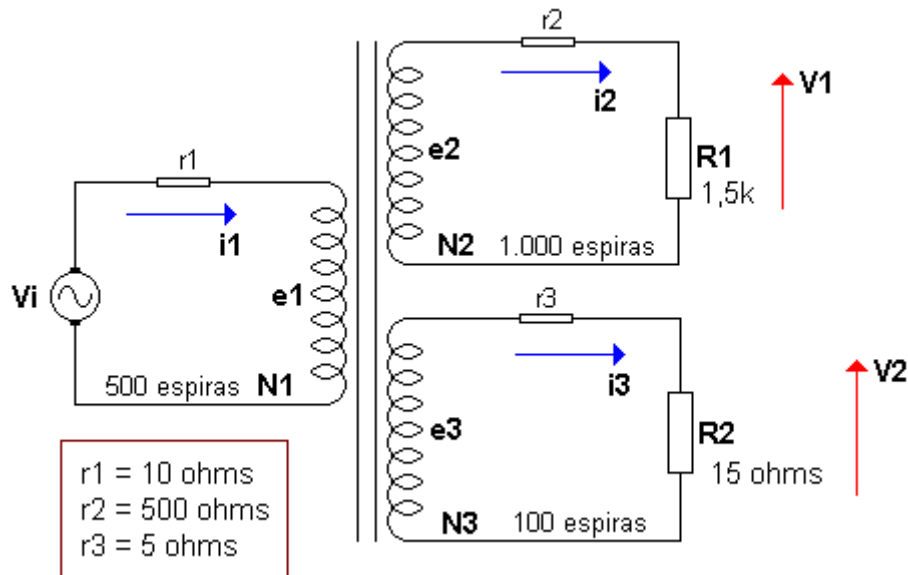 r2
i2
V1
e2
R1
1,5k
N2 1.000 espiras
r1
i1
Vi
e1
500 espiras N1
r3
i3
V2
e3
R2
15 ohms
N3 100 espiras
r1 = 10 ohms
r2 = 500 ohms
r3 = 5 ohms